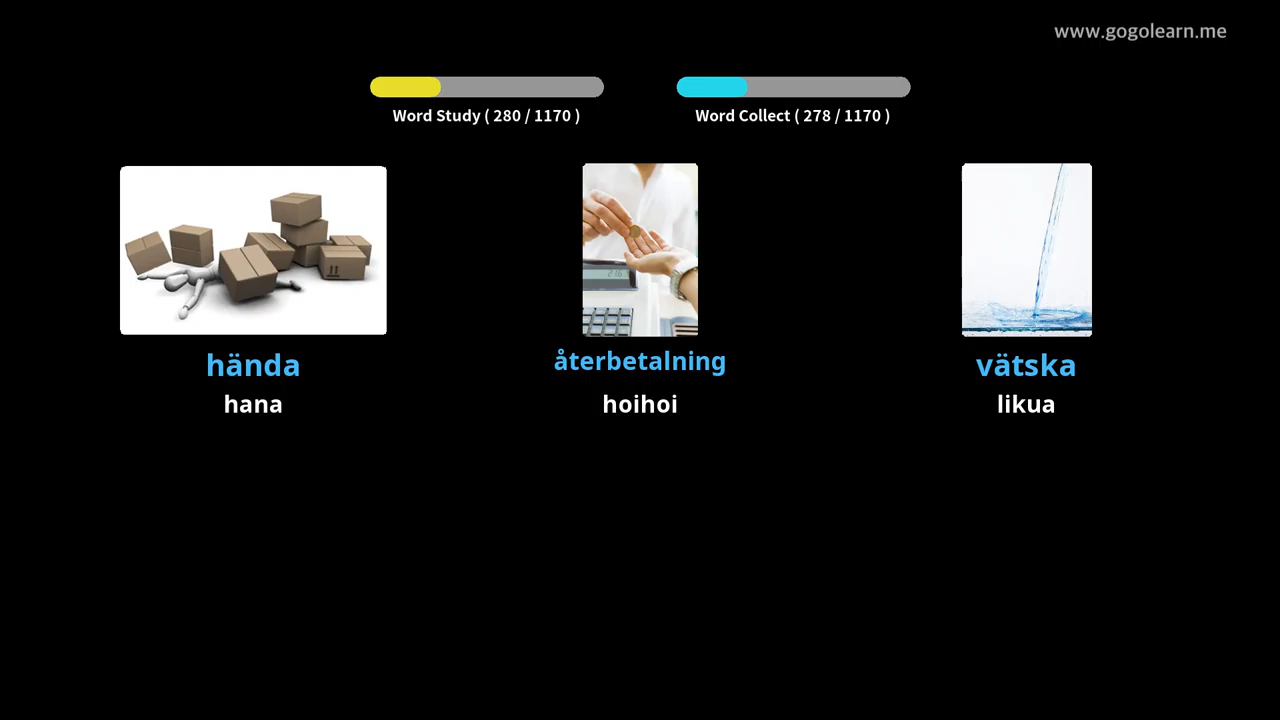 www.gogolearn.me
Word Study ( 280 / 1170 )
Word Collect ( 278 / 1170 )
hända
återbetalning
vätska
hana
hoihoi
likua